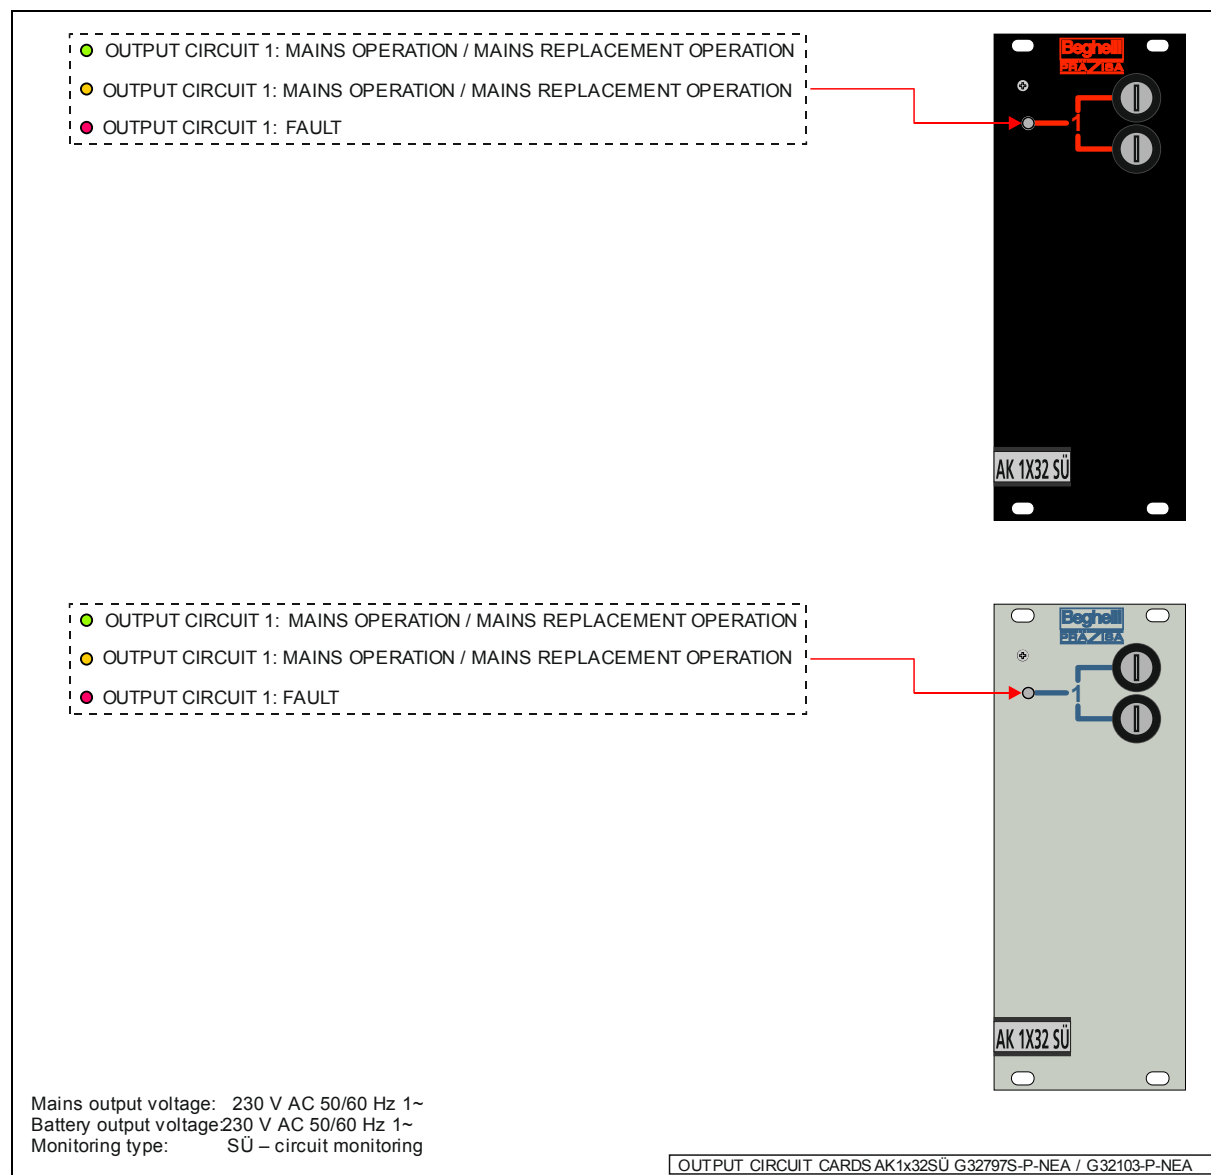 OUTPUT CIRCUIT 1: MAINS OPERATION / MAINS REPLACEMENT OPERATION
OUTPUT CIRCUIT 1: MAINS OPERATION / MAINS REPLACEMENT OPERATION
OUTPUT CIRCUIT 1: FAULT
Beghelli
PRÄZISA
1
AK 1X32 SÜ
OUTPUT CIRCUIT 1: MAINS OPERATION / MAINS REPLACEMENT OPERATION
OUTPUT CIRCUIT 1: MAINS OPERATION / MAINS REPLACEMENT OPERATION
OUTPUT CIRCUIT 1: FAULT
Beghelli
PRÄZISA
1
AK 1X32 SÜ
Mains output voltage: 230 V AC 50/60 Hz 1~
Battery output voltage:230 V AC 50/60 Hz 1~
Monitoring type: SÜ – circuit monitoring
OUTPUT CIRCUIT CARDS AK1x32SÜ G32797S-P-NEA / G32103-P-NEA